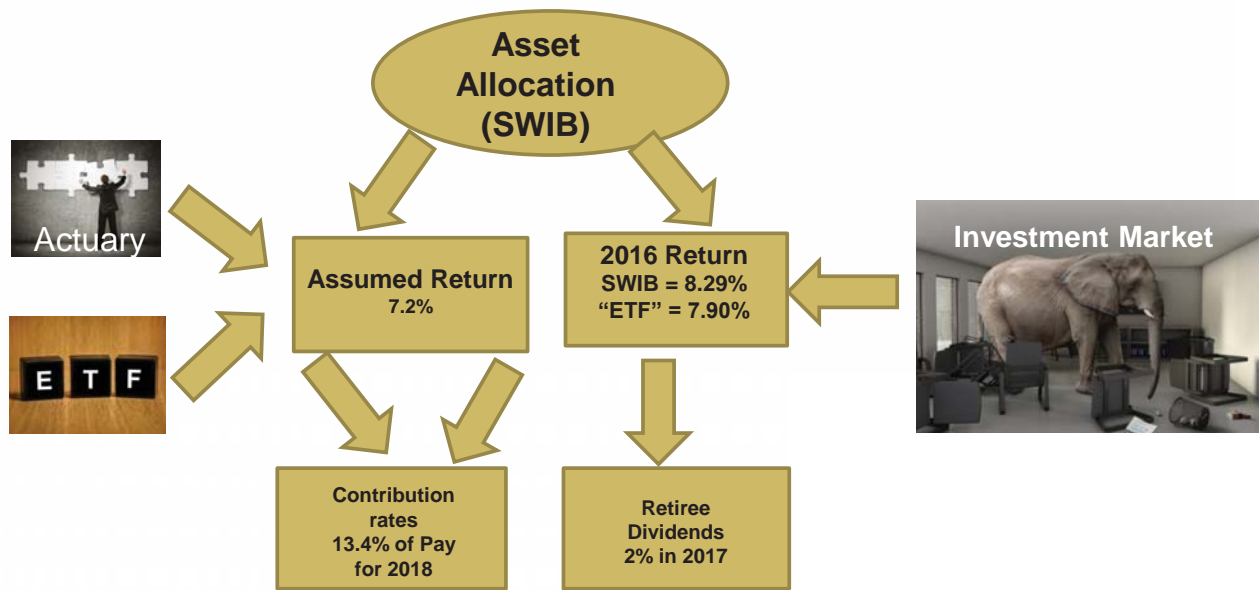 Asset
Allocation
(SWIB)
Actuary
E T F
Assumed Return
7.2%
2016 Return
SWIB = 8.29%
“ETF” = 7.90%
Investment Market
Contribution
rates
13.4% of Pay
for 2018
Retiree
Dividends
2% in 2017